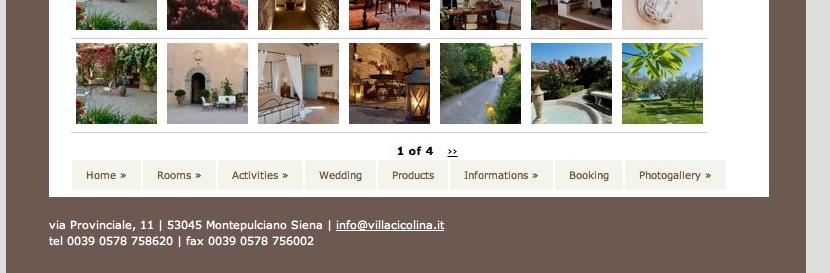 1 of 4 >>
Home » Rooms » Activities » Wedding Products Informations » Booking Photogallery »
via Provinciale, 11 | 53045 Montepulciano Siena | info@villacicolina.it
tel 0039 0578 758620 | fax 0039 0578 756002